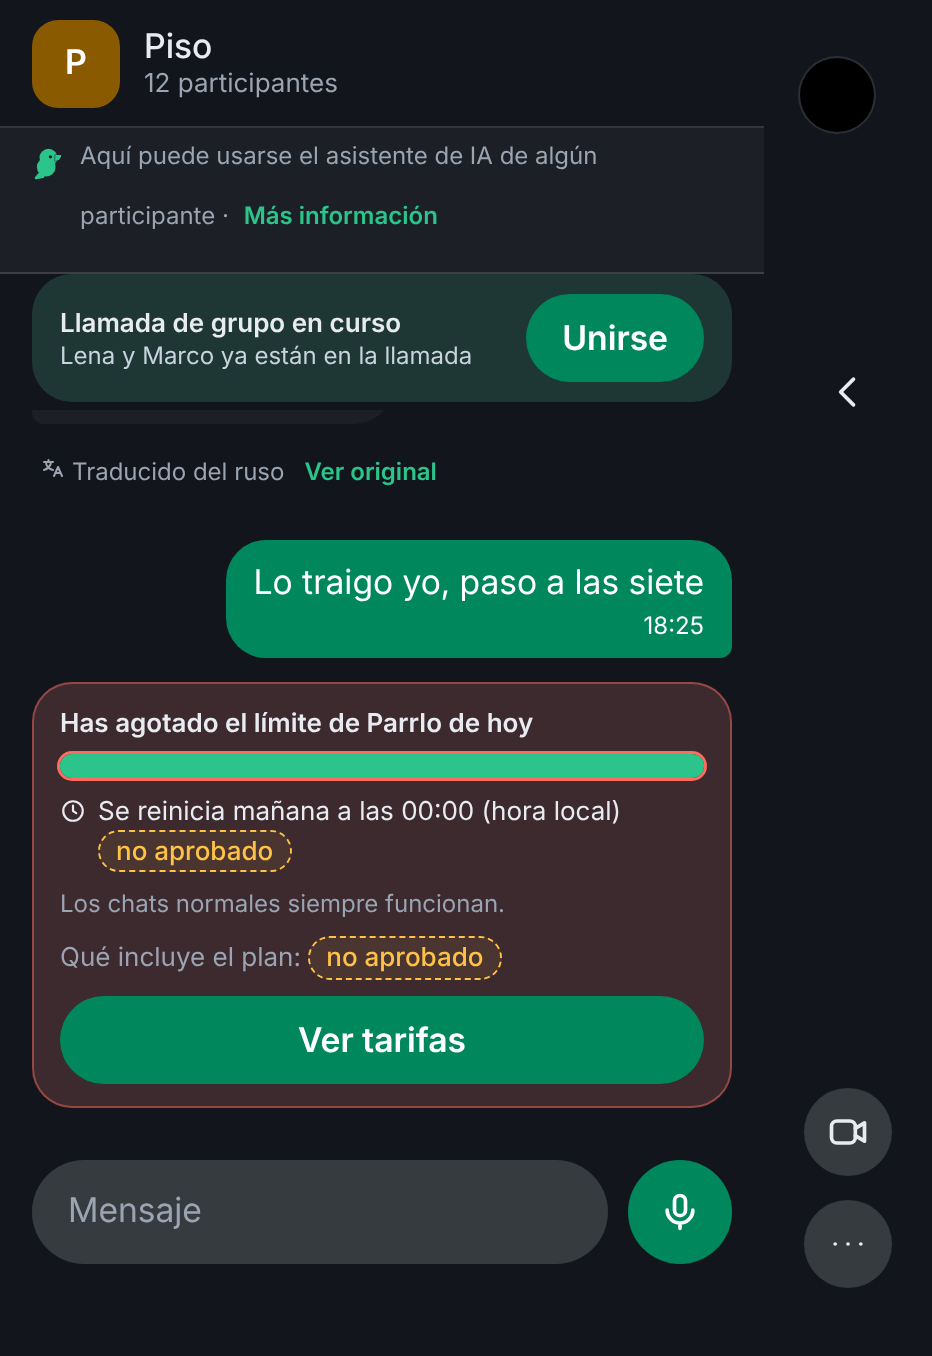 P
Piso
12 participantes
Aquí puede usarse el asistente de IA de algún
participante · Más información
Llamada de grupo en curso
Lena y Marco ya están en la llamada
Unirse
Traducido del ruso Ver original
Lo traigo yo, paso a las siete
18:25
Has agotado el límite de Parrlo de hoy
Se reinicia mañana a las 00:00 (hora local)
no aprobado
Los chats normales siempre funcionan.
Qué incluye el plan: no aprobado
Ver tarifas
Mensaje